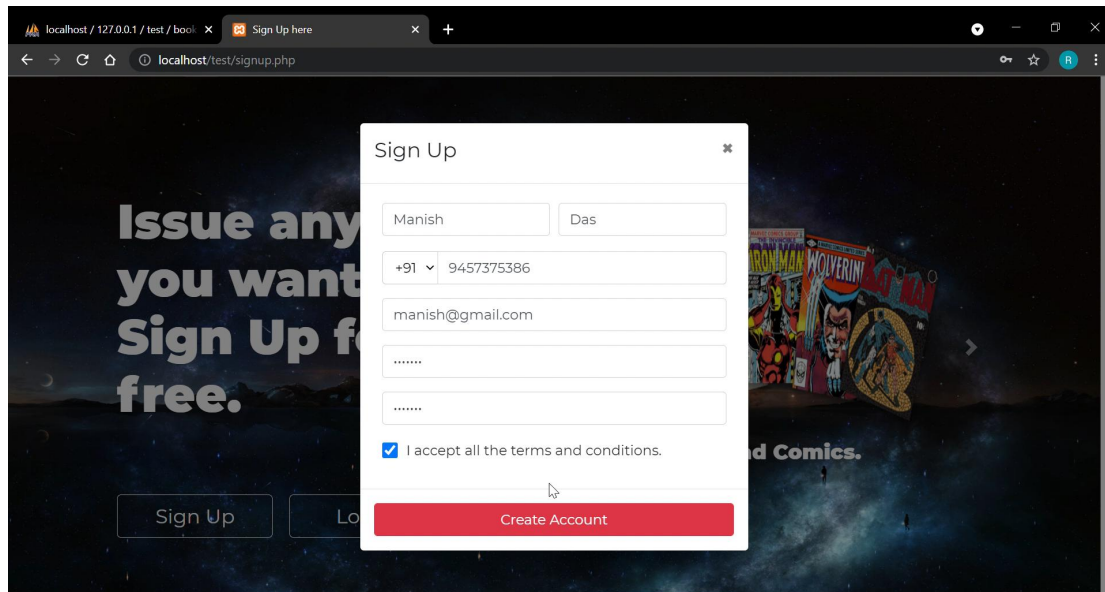 localhost / 127.0.0.1 / test / book
Sign Up here
localhost/test/signup.php
R
Sign Up
Manish Das
+91 9457375386
manish@gmail.com
.......
.......
I accept all the terms and conditions.
Create Account
Issue any
you want
Sign Up f
free.
Sign Up
Lo
IRON MAN
WOLVERIN
BATMAN
d Comics.